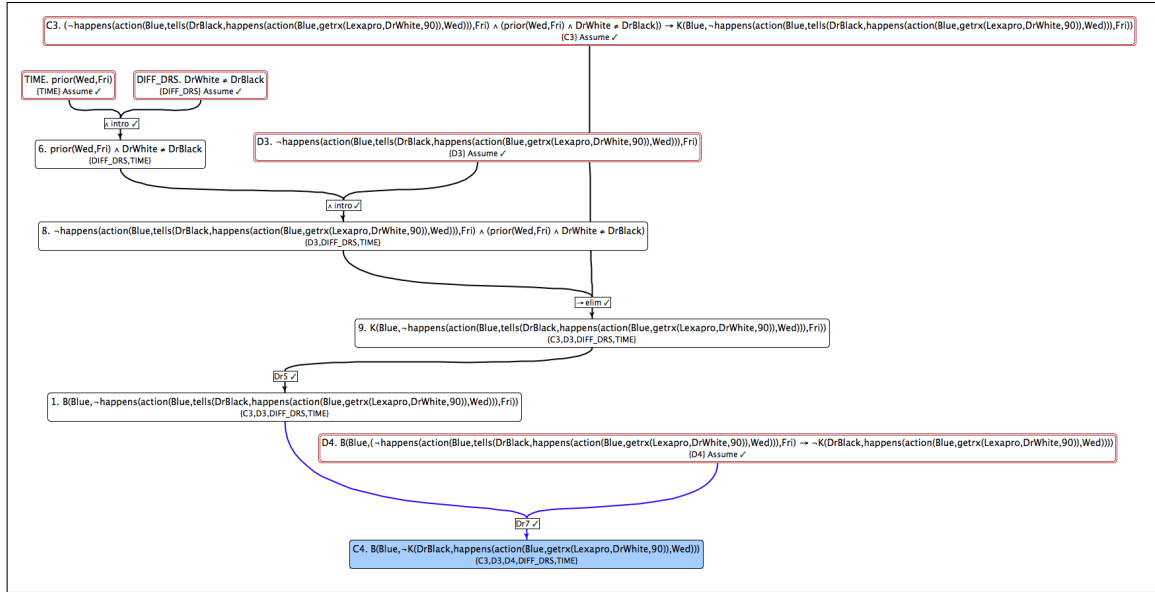 C3. (¬happens(action(Blue,tells(DrBlack,happens(action(Blue,getrx(Lexapro,DrWhite,90)),Wed))),Fri) ∧ (prior(Wed,Fri) ∧ DrWhite ≠ DrBlack)) → K(Blue,¬happens(action(Blue,tells(DrBlack,happens(action(Blue,getrx(Lexapro,DrWhite,90)),Wed))),Fri))
{C3} Assume ✓
TIME. prior(Wed,Fri)
{TIME} Assume ✓
DIFF_DRS. DrWhite ≠ DrBlack
{DIFF_DRS} Assume ✓
∧ intro ✓
6. prior(Wed,Fri) ∧ DrWhite ≠ DrBlack
{DIFF_DRS,TIME}
D3. ¬happens(action(Blue,tells(DrBlack,happens(action(Blue,getrx(Lexapro,DrWhite,90)),Wed))),Fri)
{D3} Assume ✓
∧ intro ✓
8. ¬happens(action(Blue,tells(DrBlack,happens(action(Blue,getrx(Lexapro,DrWhite,90)),Wed))),Fri) ∧ (prior(Wed,Fri) ∧ DrWhite ≠ DrBlack)
{D3,DIFF_DRS,TIME}
→ elim ✓
9. K(Blue,¬happens(action(Blue,tells(DrBlack,happens(action(Blue,getrx(Lexapro,DrWhite,90)),Wed))),Fri))
{C3,D3,DIFF_DRS,TIME}
Dr5 ✓
1. B(Blue,¬happens(action(Blue,tells(DrBlack,happens(action(Blue,getrx(Lexapro,DrWhite,90)),Wed))),Fri))
{C3,D3,DIFF_DRS,TIME}
D4. B(Blue,(¬happens(action(Blue,tells(DrBlack,happens(action(Blue,getrx(Lexapro,DrWhite,90)),Wed))),Fri) → ¬K(DrBlack,happens(action(Blue,getrx(Lexapro,DrWhite,90)),Wed))))
{D4} Assume ✓
Dr7 ✓
C4. B(Blue,¬K(DrBlack,happens(action(Blue,getrx(Lexapro,DrWhite,90)),Wed)))
{C3,D3,D4,DIFF_DRS,TIME}